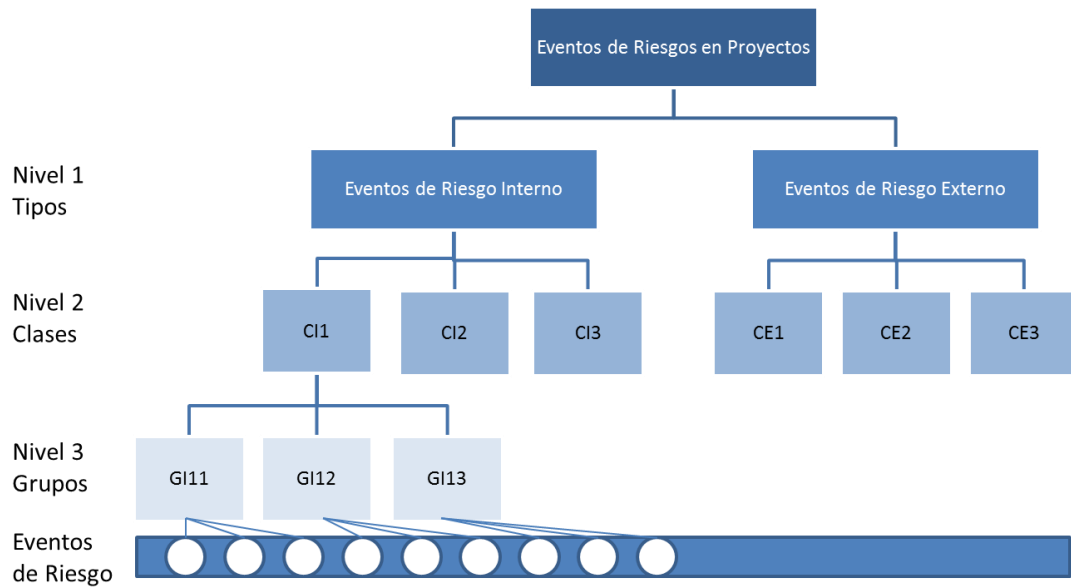 Eventos de Riesgos en Proyectos
Nivel 1
Tipos
Eventos de Riesgo Interno
Eventos de Riesgo Externo
Nivel 2
Clases
CI1
CI2
CI3
CE1
CE2
CE3
Nivel 3
Grupos
GI11
GI12
GI13
Eventos
de Riesgo